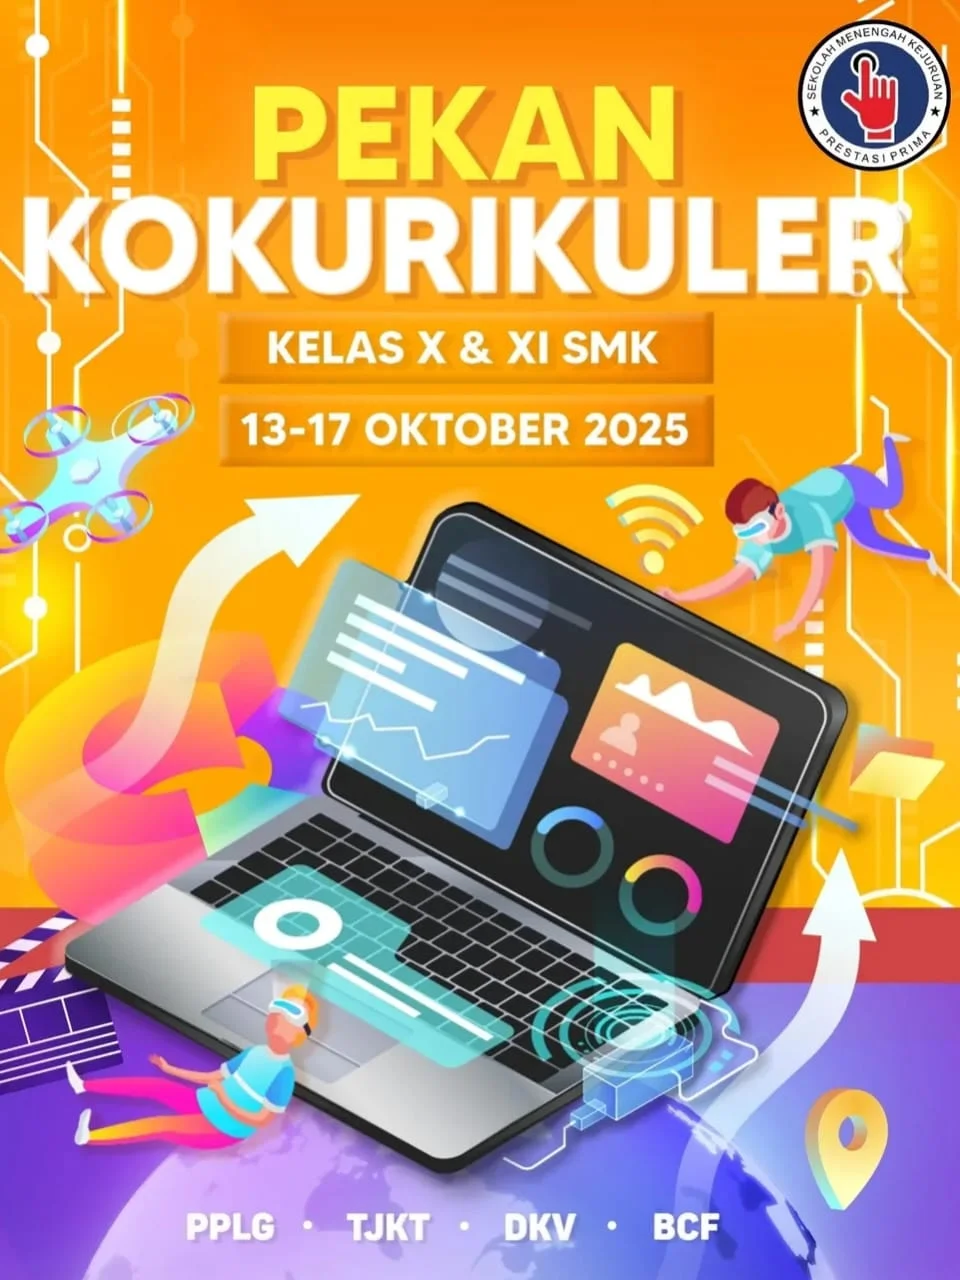 SEKOLAH MENENGAH KEJURUAN
PRESTASI PRIMA
PEKAN
KOKURIKULER
KELAS X & XI SMK
13-17 OKTOBER 2025
PPLG • TJKT • DKV • BCF